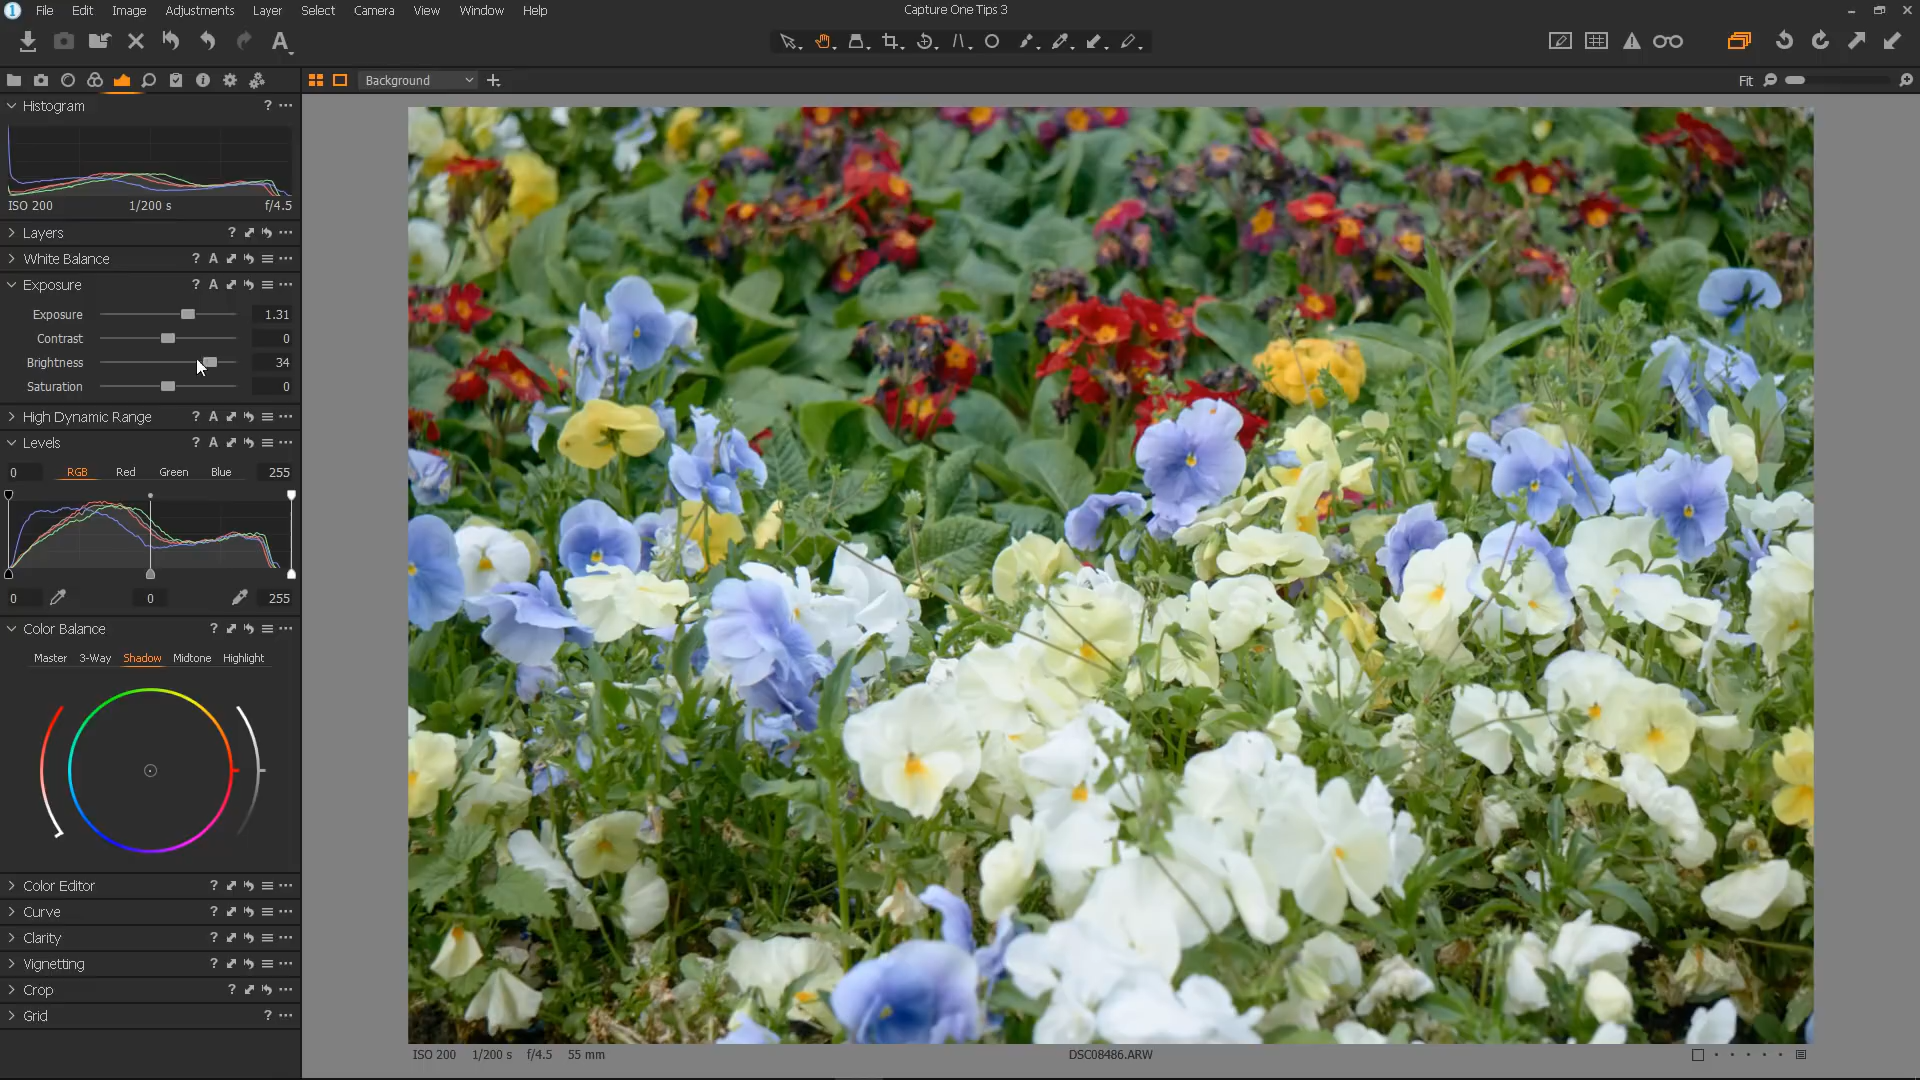 1 File Edit Image Adjustments Layer Select Camera View Window Help
Capture One Tips 3
A
Background
Fit
Histogram ? ...
ISO 200 1/200 s f/4.5
Layers ? ...
White Balance ? A ...
Exposure ? A ...
Exposure 1.31
Contrast 0
Brightness 34
Saturation 0
High Dynamic Range ? A ...
Levels ? A ...
0 RGB Red Green Blue 255
0 0 255
Color Balance ? ...
Master 3-Way Shadow Midtone Highlight
Color Editor ? ...
Curve ? ...
Clarity ? ...
Vignetting ? ...
Crop ? ...
Grid ? ...
ISO 200 1/200 s f/4.5 55 mm
DSC08486.ARW